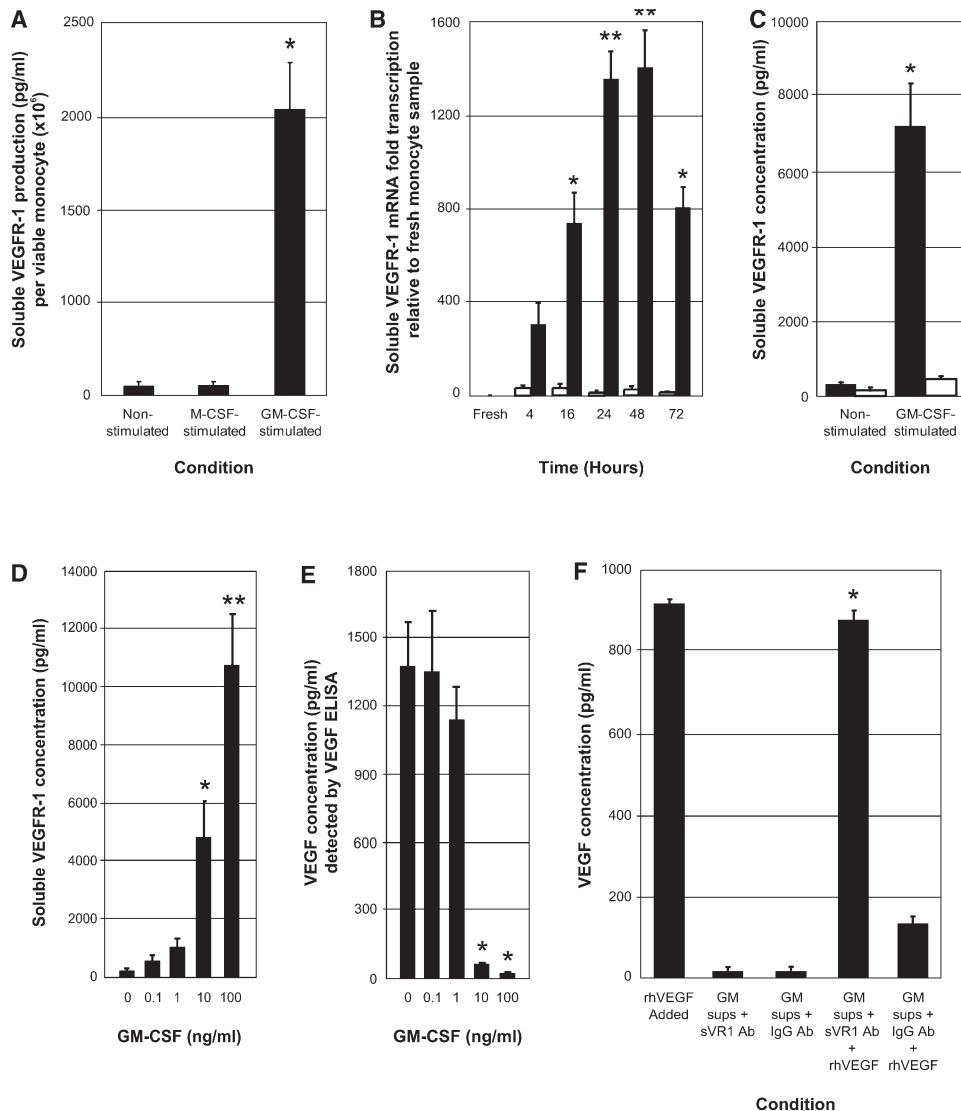 A
Soluble VEGFR-1 production (pg/ml)
per viable monocyte (x10⁶)
2500
2000
1500
1000
0
*
Non-
stimulated
M-CSF-
stimulated
GM-CSF-
stimulated
Condition
B
Soluble VEGFR-1 mRNA fold transcription
relative to fresh monocyte sample
1600
1200
800
400
0
*
**
**
*
Fresh 4 16 24 48 72
Time (Hours)
C
Soluble VEGFR-1 concentration (pg/ml)
10000
8000
6000
4000
2000
0
*
Non-
stimulated
GM-CSF-
stimulated
Condition
D
Soluble VEGFR-1 concentration (pg/ml)
14000
12000
10000
8000
6000
4000
2000
0
*
**
0 0.1 1 10 100
GM-CSF (ng/ml)
E
VEGF concentration (pg/ml)
detected by VEGF ELISA
1800
1500
1200
900
600
300
0
*
*
0 0.1 1 10 100
GM-CSF (ng/ml)
F
VEGF concentration (pg/ml)
1000
800
600
400
200
0
*
rhVEGF
Added
GM
sups +
sVR1 Ab
GM
sups +
IgG Ab
GM
sups +
sVR1 Ab
+
rhVEGF
GM
sups +
IgG Ab
+
rhVEGF
Condition